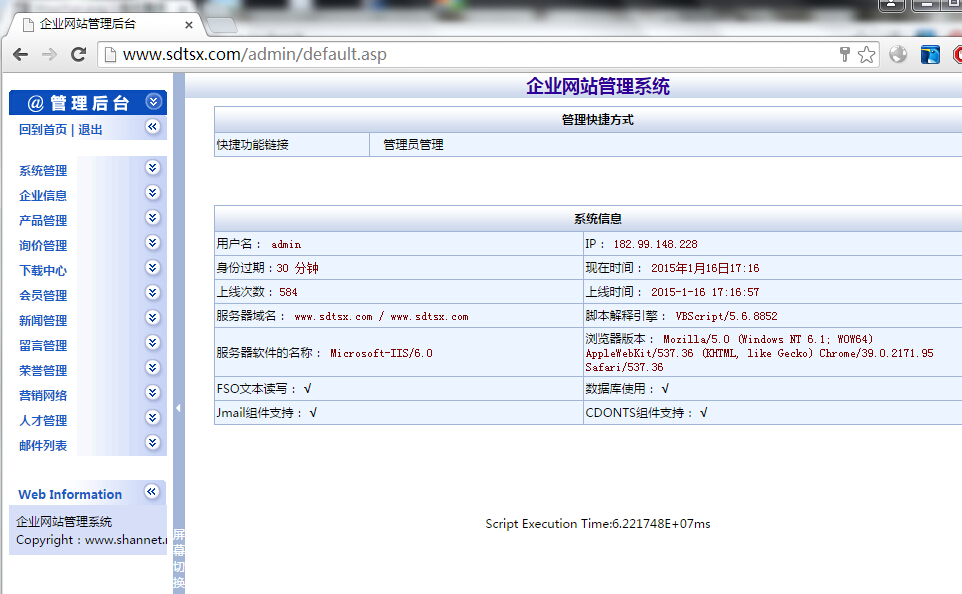 企业网站管理后台
www.sdtsx.com/admin/default.asp
@ 管理后台
回到首页 | 退出
系统管理
企业信息
产品管理
询价管理
下载中心
会员管理
新闻管理
留言管理
荣誉管理
营销网络
人才管理
邮件列表
Web Information
企业网站管理系统
Copyright : www.shannet.
屏幕切换
企业网站管理系统
管理快捷方式
快捷功能链接 管理员管理
系统信息
用户名： admin IP： 182.99.148.228
身份过期：30 分钟 现在时间： 2015年1月16日17:16
上线次数： 584 上线时间： 2015-1-16 17:16:57
服务器域名： www.sdtsx.com / www.sdtsx.com 脚本解释引擎： VBScript/5.6.8852
服务器软件的名称： Microsoft-IIS/6.0 浏览器版本： Mozilla/5.0 (Windows NT 6.1; WOW64)
AppleWebKit/537.36 (KHTML, like Gecko) Chrome/39.0.2171.95
Safari/537.36
FSO文本读写： √ 数据库使用： √
Jmail组件支持： √ CDONTS组件支持： √
Script Execution Time:6.221748E+07ms